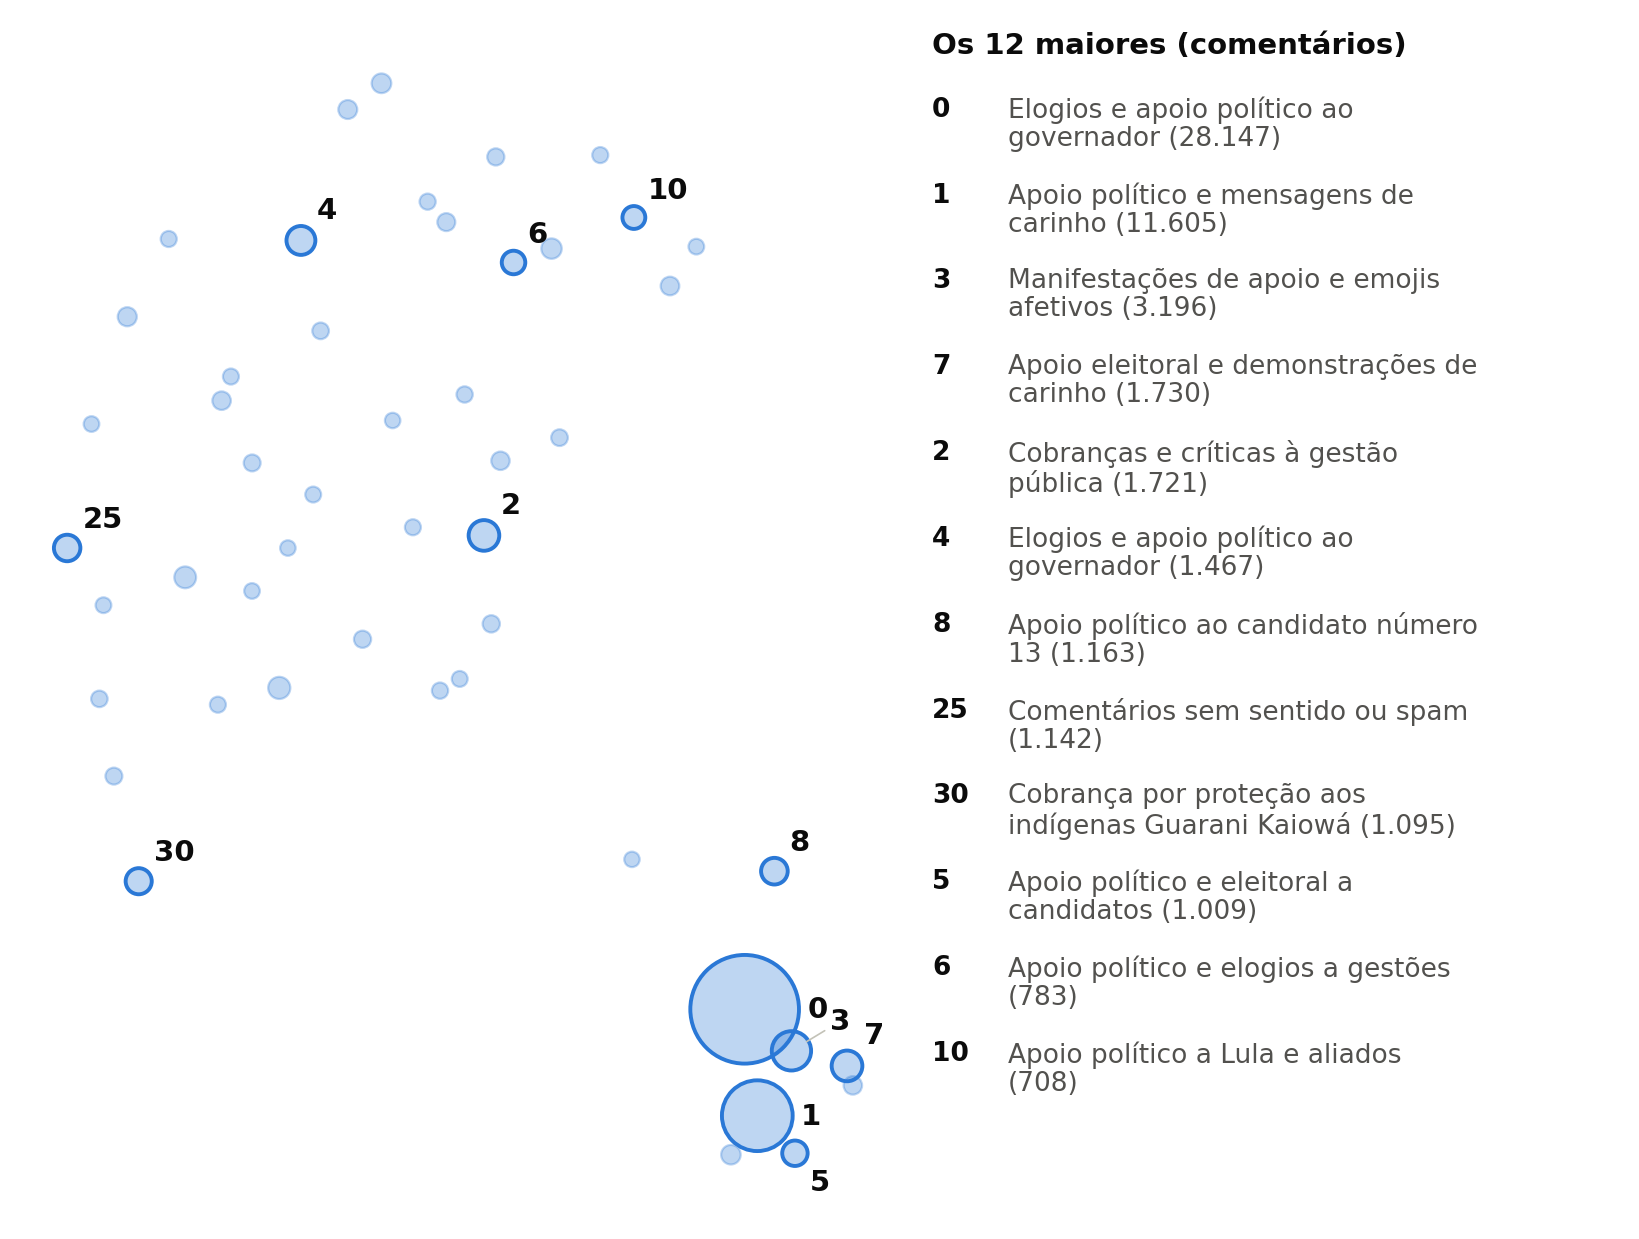 4
10
6
25
2
30
8
0
3
7
1
5
Os 12 maiores (comentários)
0 Elogios e apoio político ao
governador (28.147)
1 Apoio político e mensagens de
carinho (11.605)
3 Manifestações de apoio e emojis
afetivos (3.196)
7 Apoio eleitoral e demonstrações de
carinho (1.730)
2 Cobranças e críticas à gestão
pública (1.721)
4 Elogios e apoio político ao
governador (1.467)
8 Apoio político ao candidato número
13 (1.163)
25 Comentários sem sentido ou spam
(1.142)
30 Cobrança por proteção aos
indígenas Guarani Kaiowá (1.095)
5 Apoio político e eleitoral a
candidatos (1.009)
6 Apoio político e elogios a gestões
(783)
10 Apoio político a Lula e aliados
(708)